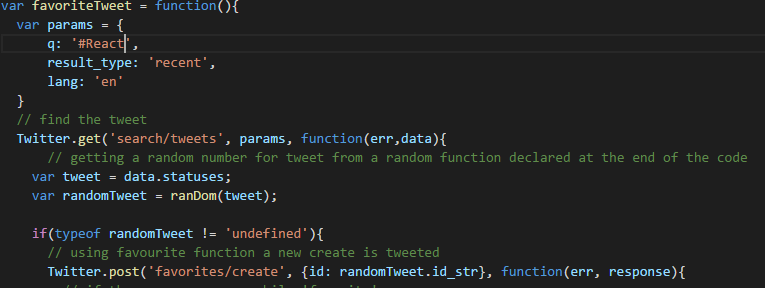 var favoriteTweet = function(){
var params = {
q: '#React',
result_type: 'recent',
lang: 'en'
}
// find the tweet
Twitter.get('search/tweets', params, function(err,data){
// getting a random number for tweet from a random function declared at the end of the code
var tweet = data.statuses;
var randomTweet = ranDom(tweet);
if(typeof randomTweet != 'undefined'){
// using favourite function a new create is tweeted
Twitter.post('favorites/create', {id: randomTweet.id_str}, function(err, response){